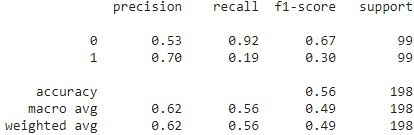 precision recall f1-score support
0 0.53 0.92 0.67 99
1 0.70 0.19 0.30 99
accuracy 0.56 198
macro avg 0.62 0.56 0.49 198
weighted avg 0.62 0.56 0.49 198